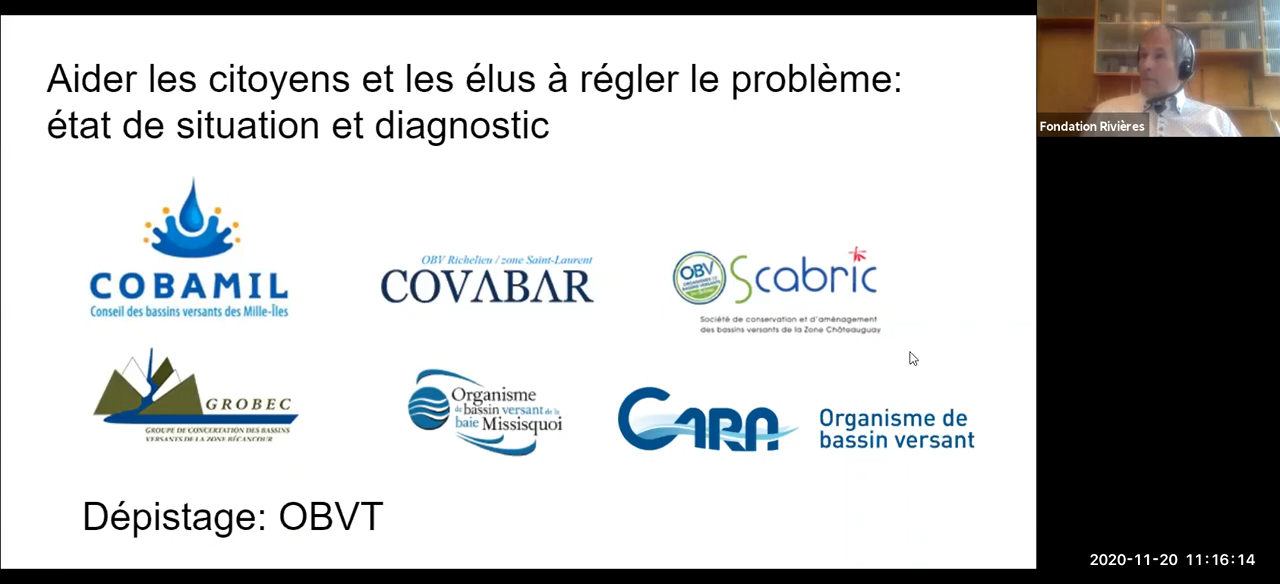 Aider les citoyens et les élus à régler le problème:
état de situation et diagnostic
Fondation Rivières
COBAMIL
Conseil des bassins versants des Mille-Îles
OBV Richelieu / zone Saint-Laurent
COVABAR
OBV
ORGANISMES DE
BASSINS VERSANTS
Scabric
Société de conservation et d'aménagement
des bassins versants de la Zone Châteauguay
GROBEC
GROUPE DE CONCERTATION DES BASSINS
VERSANTS DE LA ZONE BÉCANCOUR
Organisme
de bassin versant de la
baie Missisquoi
CARA
Organisme de
bassin versant
Dépistage: OBVT
2020-11-20 11:16:14